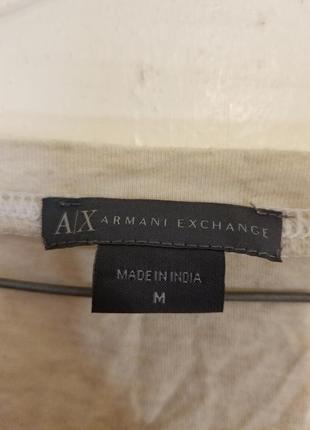 A/X ARMANI EXCHANGE
MADE IN INDIA
M